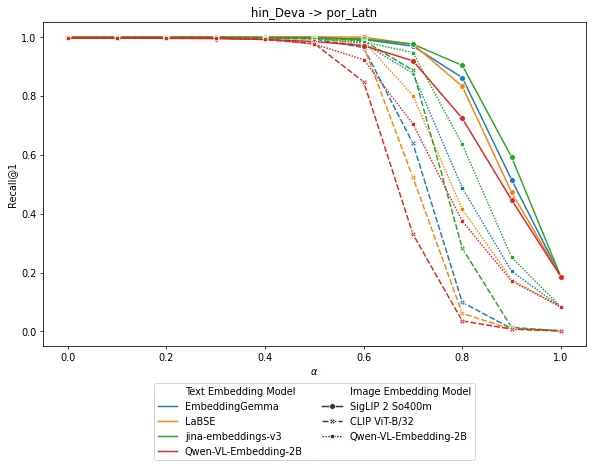 hin_Deva -> por_Latn
Recall@1
1.0
0.8
0.6
0.4
0.2
0.0
0.0 0.2 0.4 0.6 0.8 1.0
α
Text Embedding Model
EmbeddingGemma
LaBSE
jina-embeddings-v3
Qwen-VL-Embedding-2B
Image Embedding Model
SigLIP 2 So400m
CLIP ViT-B/32
Qwen-VL-Embedding-2B